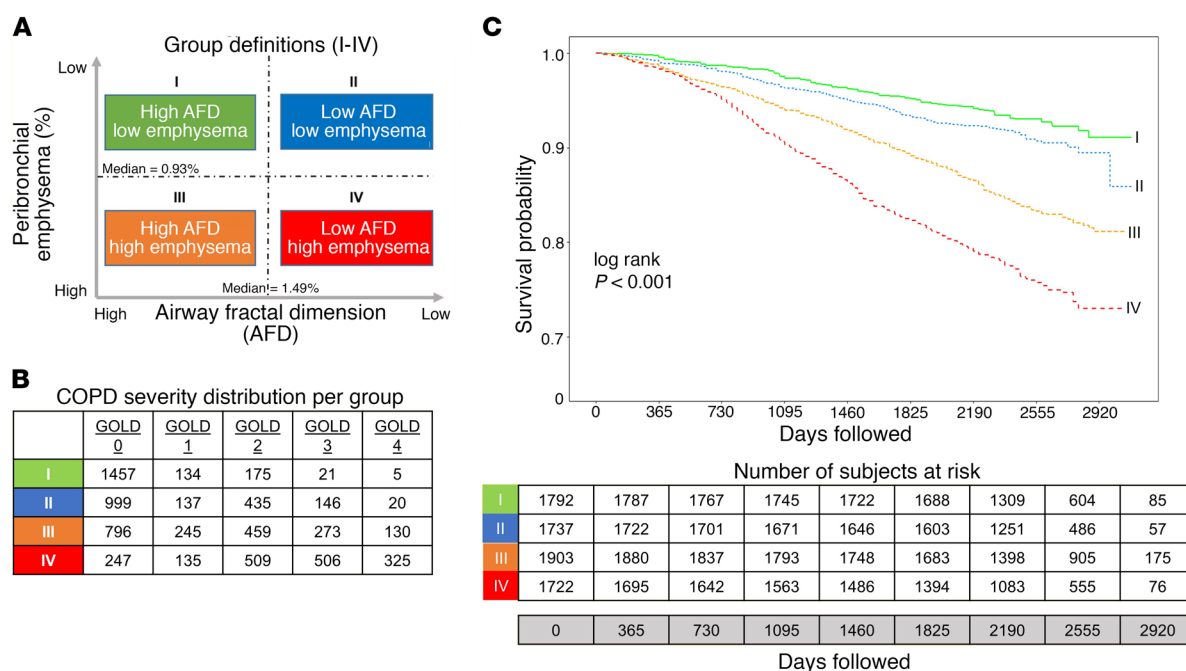 A
Group definitions (I-IV)
Peribronchial
emphysema (%)
Low
High
I
High AFD
low emphysema
II
Low AFD
low emphysema
Median = 0.93%
III
High AFD
high emphysema
IV
Low AFD
high emphysema
Median = 1.49%
High
Low
Airway fractal dimension
(AFD)
B
COPD severity distribution per group
GOLD 0 GOLD 1 GOLD 2 GOLD 3 GOLD 4
I 1457 134 175 21 5
II 999 137 435 146 20
III 796 245 459 273 130
IV 247 135 509 506 325
C
Survival probability
1.0
0.9
0.8
0.7
0
I
II
III
IV
log rank
P < 0.001
0 365 730 1095 1460 1825 2190 2555 2920
Days followed
Number of subjects at risk
I 1792 1787 1767 1745 1722 1688 1309 604 85
II 1737 1722 1701 1671 1646 1603 1251 486 57
III 1903 1880 1837 1793 1748 1683 1398 905 175
IV 1722 1695 1642 1563 1486 1394 1083 555 76
0 365 730 1095 1460 1825 2190 2555 2920
Days followed